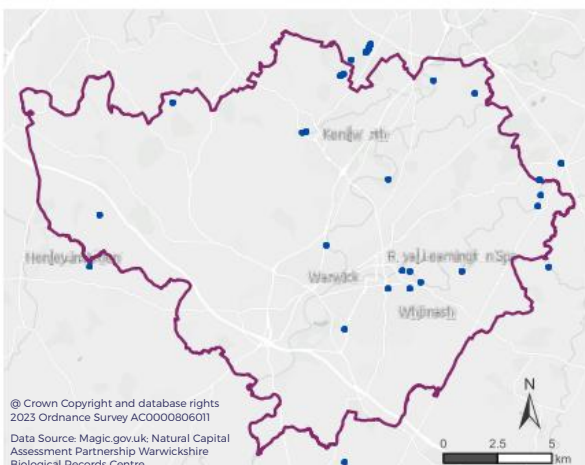 Warwick
N
@ Crown Copyright and database rights
2023 Ordnance Survey AC0000806011
Data Source: Magic.gov.uk; Natural Capital
Assessment Partnership Warwickshire
Biological Records Centre
0 2.5 5
km